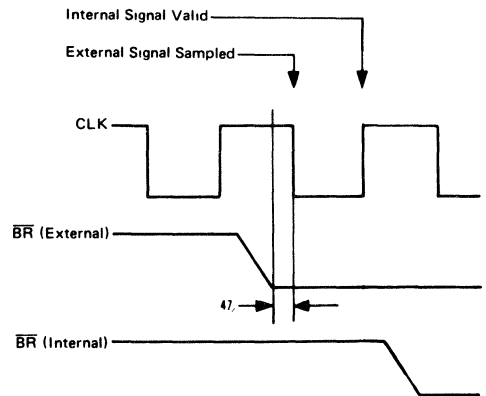 Internal Signal Valid
External Signal Sampled
CLK
BR (External)
47
BR (Internal)